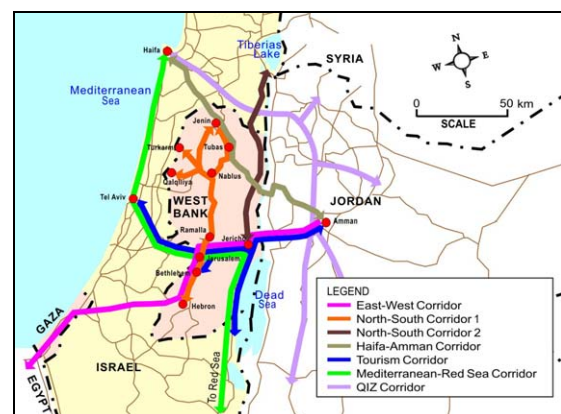 Haifa
Tiberias
Lake
SYRIA
N
W
E
S
Mediterranean
Sea
0
50 km
SCALE
Jenin
Turkarm
Tubas
Qalqiliya
Nablus
Tel Aviv
WEST
BANK
JORDAN
Amman
Ramalla
Jericho
Jerusalem
Bethlehem
Hebron
Dead
Sea
GAZA
EGYPT
ISRAEL
To Red Sea
LEGEND
East-West Corridor
North-South Corridor 1
North-South Corridor 2
Haifa-Amman Corridor
Tourism Corridor
Mediterranean-Red Sea Corridor
QIZ Corridor